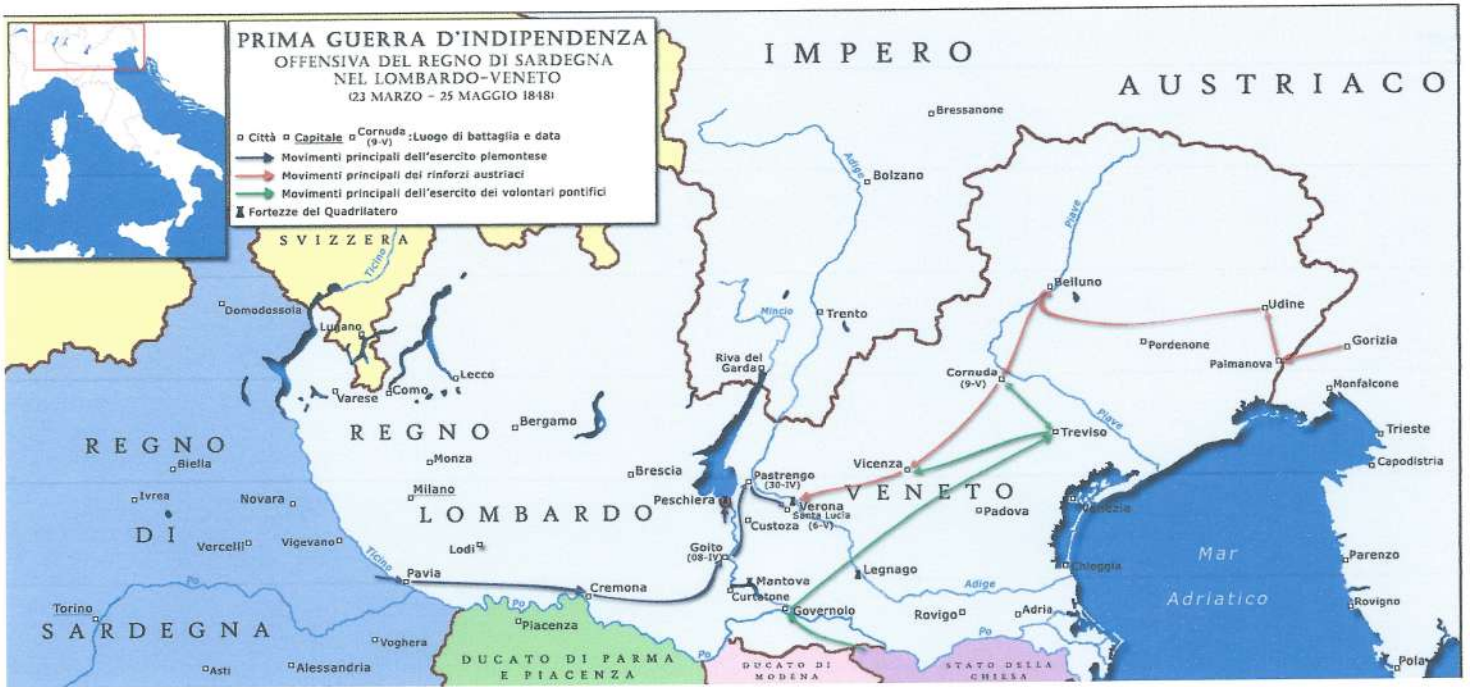 PRIMA GUERRA D'INDIPENDENZA
OFFENSIVA DEL REGNO DI SARDEGNA
NEL LOMBARDO-VENETO
(23 MARZO - 25 MAGGIO 1848)
Città Capitale Cornuda :Luogo di battaglia e data
(9-V)
Movimenti principali dell'esercito piemontese
Movimenti principali dei rinforzi austriaci
Movimenti principali dell'esercito dei volontari pontifici
Fortezze del Quadrilatero
IMPERO
AUSTRIACO
Bressanone
Adige
Bolzano
SVIZZERA
Ticino
Piave
Belluno
Domodossola
Mincio
Trento
Udine
Lugano
Pordenone
Gorizia
Palmanova
Riva del
Garda
Lecco
Cornuda
(9-V)
Monfalcone
Varese
Como
Piave
REGNO
Bergamo
REGNO
Treviso
Trieste
Biella
Monza
Vicenza
Capodistria
Brescia
Pastrengo
(30-IV)
Ivrea
Novara
Milano
Peschiera
Verona
VENETO
LOMBARDO
Santa Lucia
(6-V)
Padova
Venezia
Custoza
DI
Vercelli
Vigevano
Lodi
Goito
(08-IV)
Mar
Adriatico
Parenzo
Ticino
Pavia
Chioggia
Legnago
Po
Cremona
Mantova
Adige
Curtatone
Rovigno
Torino
Po
Governolo
Rovigo
Adria
SARDEGNA
Piacenza
Voghera
Po
Po
Asti
Alessandria
DUCATO DI PARMA
E PIACENZA
DUCATO DI
MODENA
STATO DELLA
CHIESA
Pola